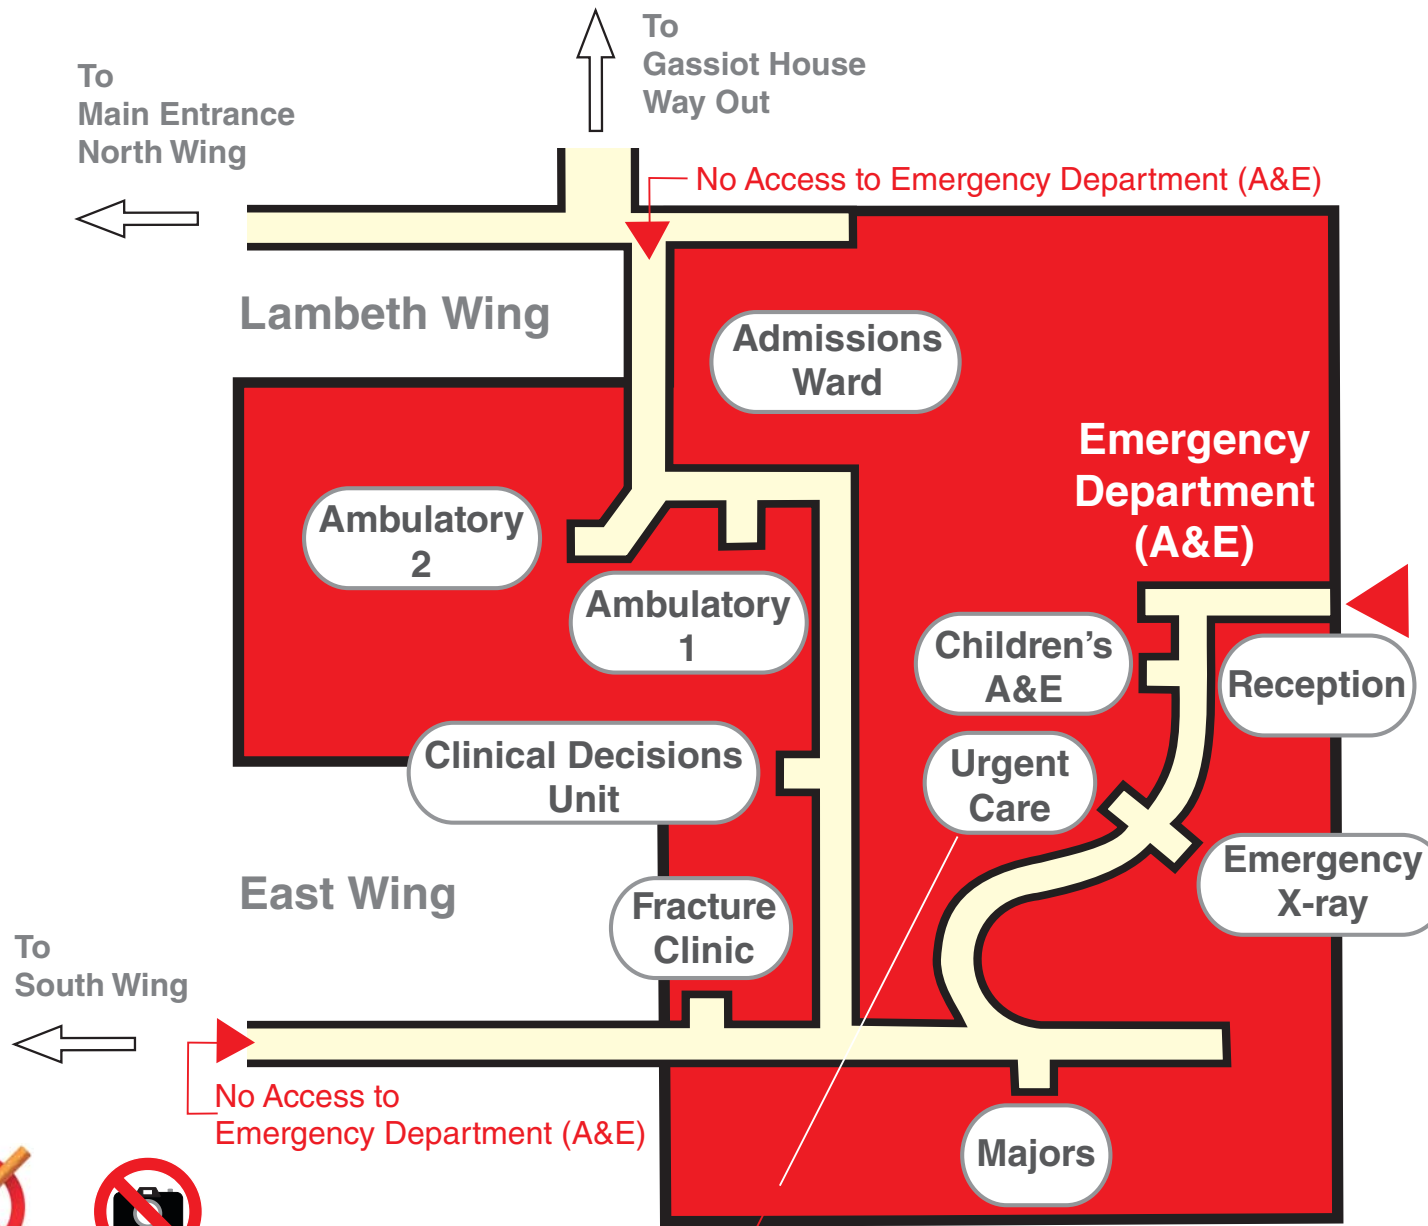 To
Gassiot House
Way Out
To
Main Entrance
North Wing
No Access to Emergency Department (A&E)
Lambeth Wing
Admissions
Ward
Emergency
Department
(A&E)
Ambulatory
2
Ambulatory
1
Children’s
A&E
Reception
Clinical Decisions
Unit
Urgent
Care
Emergency
X-ray
East Wing
Fracture
Clinic
To
South Wing
No Access to
Emergency Department (A&E)
Majors